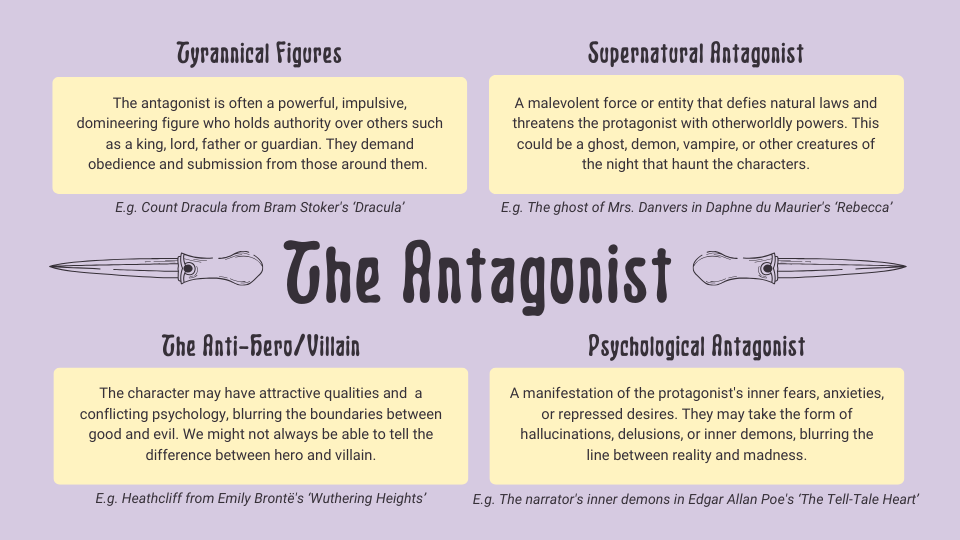 Tyrannical Figures
The antagonist is often a powerful, impulsive,
domineering figure who holds authority over others such
as a king, lord, father or guardian. They demand
obedience and submission from those around them.
E.g. Count Dracula from Bram Stoker's ‘Dracula’
Supernatural Antagonist
A malevolent force or entity that defies natural laws and
threatens the protagonist with otherworldly powers. This
could be a ghost, demon, vampire, or other creatures of
the night that haunt the characters.
E.g. The ghost of Mrs. Danvers in Daphne du Maurier's ‘Rebecca’
The Antagonist
The Anti-Hero/Villain
The character may have attractive qualities and a
conflicting psychology, blurring the boundaries between
good and evil. We might not always be able to tell the
difference between hero and villain.
E.g. Heathcliff from Emily Brontë's ‘Wuthering Heights’
Psychological Antagonist
A manifestation of the protagonist's inner fears, anxieties,
or repressed desires. They may take the form of
hallucinations, delusions, or inner demons, blurring the
line between reality and madness.
E.g. The narrator's inner demons in Edgar Allan Poe's ‘The Tell-Tale Heart’